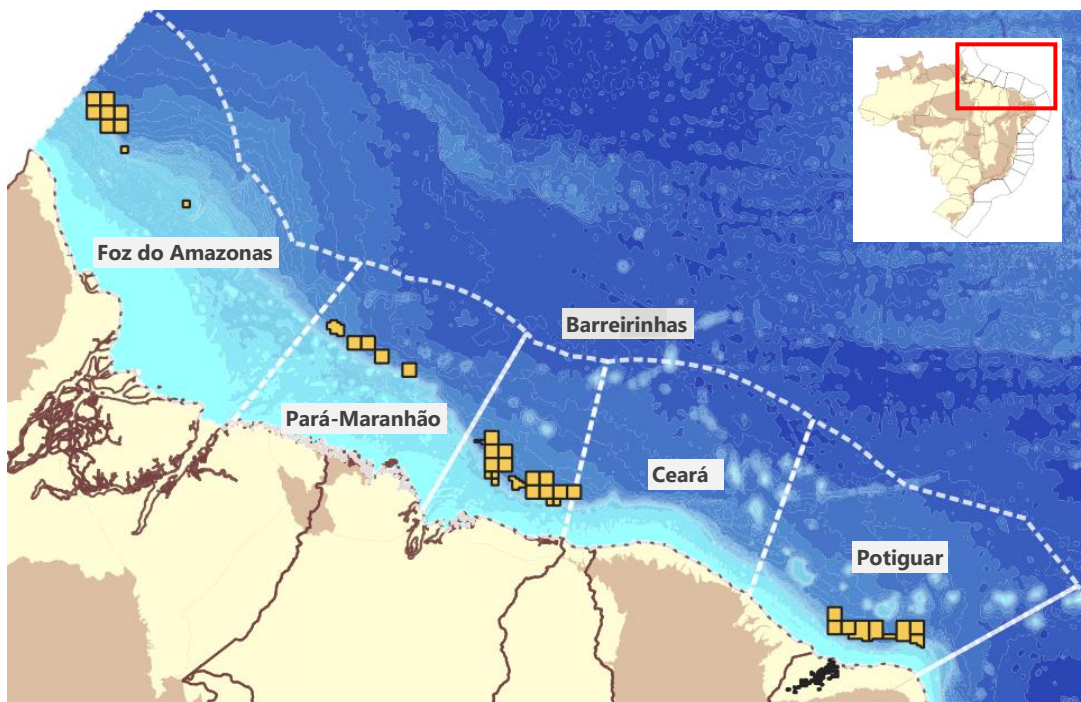 Foz do Amazonas
Barreirinhas
Pará-Maranhão
Ceará
Potiguar